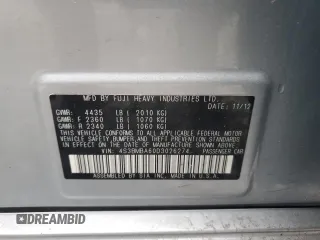 MFD BY FUJI HEAVY INDUSTRIES LTD.
DATE: 11/12
GVWR: 4435 LB [ 2010 KG]
GAWR: F 2360 LB [ 1070 KG]
GAWR: R 2340 LB [ 1060 KG]
THIS VEHICLE CONFORMS TO ALL APPLICABLE FEDERAL MOTOR
VEHICLE SAFETY, BUMPER, AND THEFT PREVENTION STANDARDS IN
EFFECT ON THE DATE OF MANUFACTURE SHOWN ABOVE.
V.I.N.: 4S3BMBA60D3026274 PASSENGER CAR
ASSEMBLED BY SIA, INC. MADE IN U.S.A.
AUTOBIDMASTER